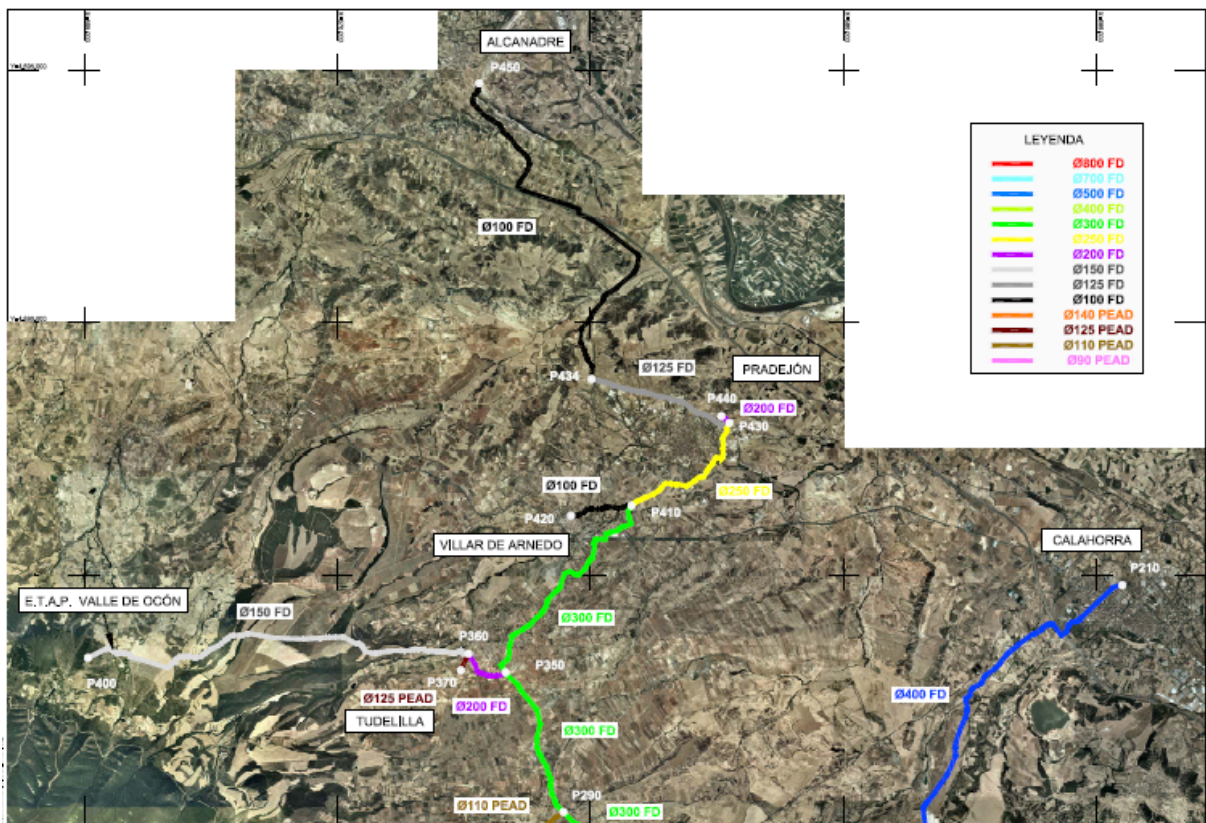 ALCANADRE
P450
LEYENDA
Ø800 FD
Ø700 FD
Ø500 FD
Ø400 FD
Ø300 FD
Ø250 FD
Ø200 FD
Ø150 FD
Ø125 FD
Ø100 FD
Ø140 PEAD
Ø125 PEAD
Ø110 PEAD
Ø90 PEAD
Ø100 FD
Ø125 FD
PRADEJÓN
P434
P440
Ø200 FD
P430
Ø100 FD
Ø250 FD
P420
P410
VILLAR DE ARNEDO
CALAHORRA
P210
E.T.A.P. VALLE DE OCÓN
Ø150 FD
Ø300 FD
P360
P350
P400
P370
Ø125 PEAD
Ø200 FD
Ø400 FD
TUDELILLA
Ø300 FD
P290
Ø110 PEAD
Ø300 FD